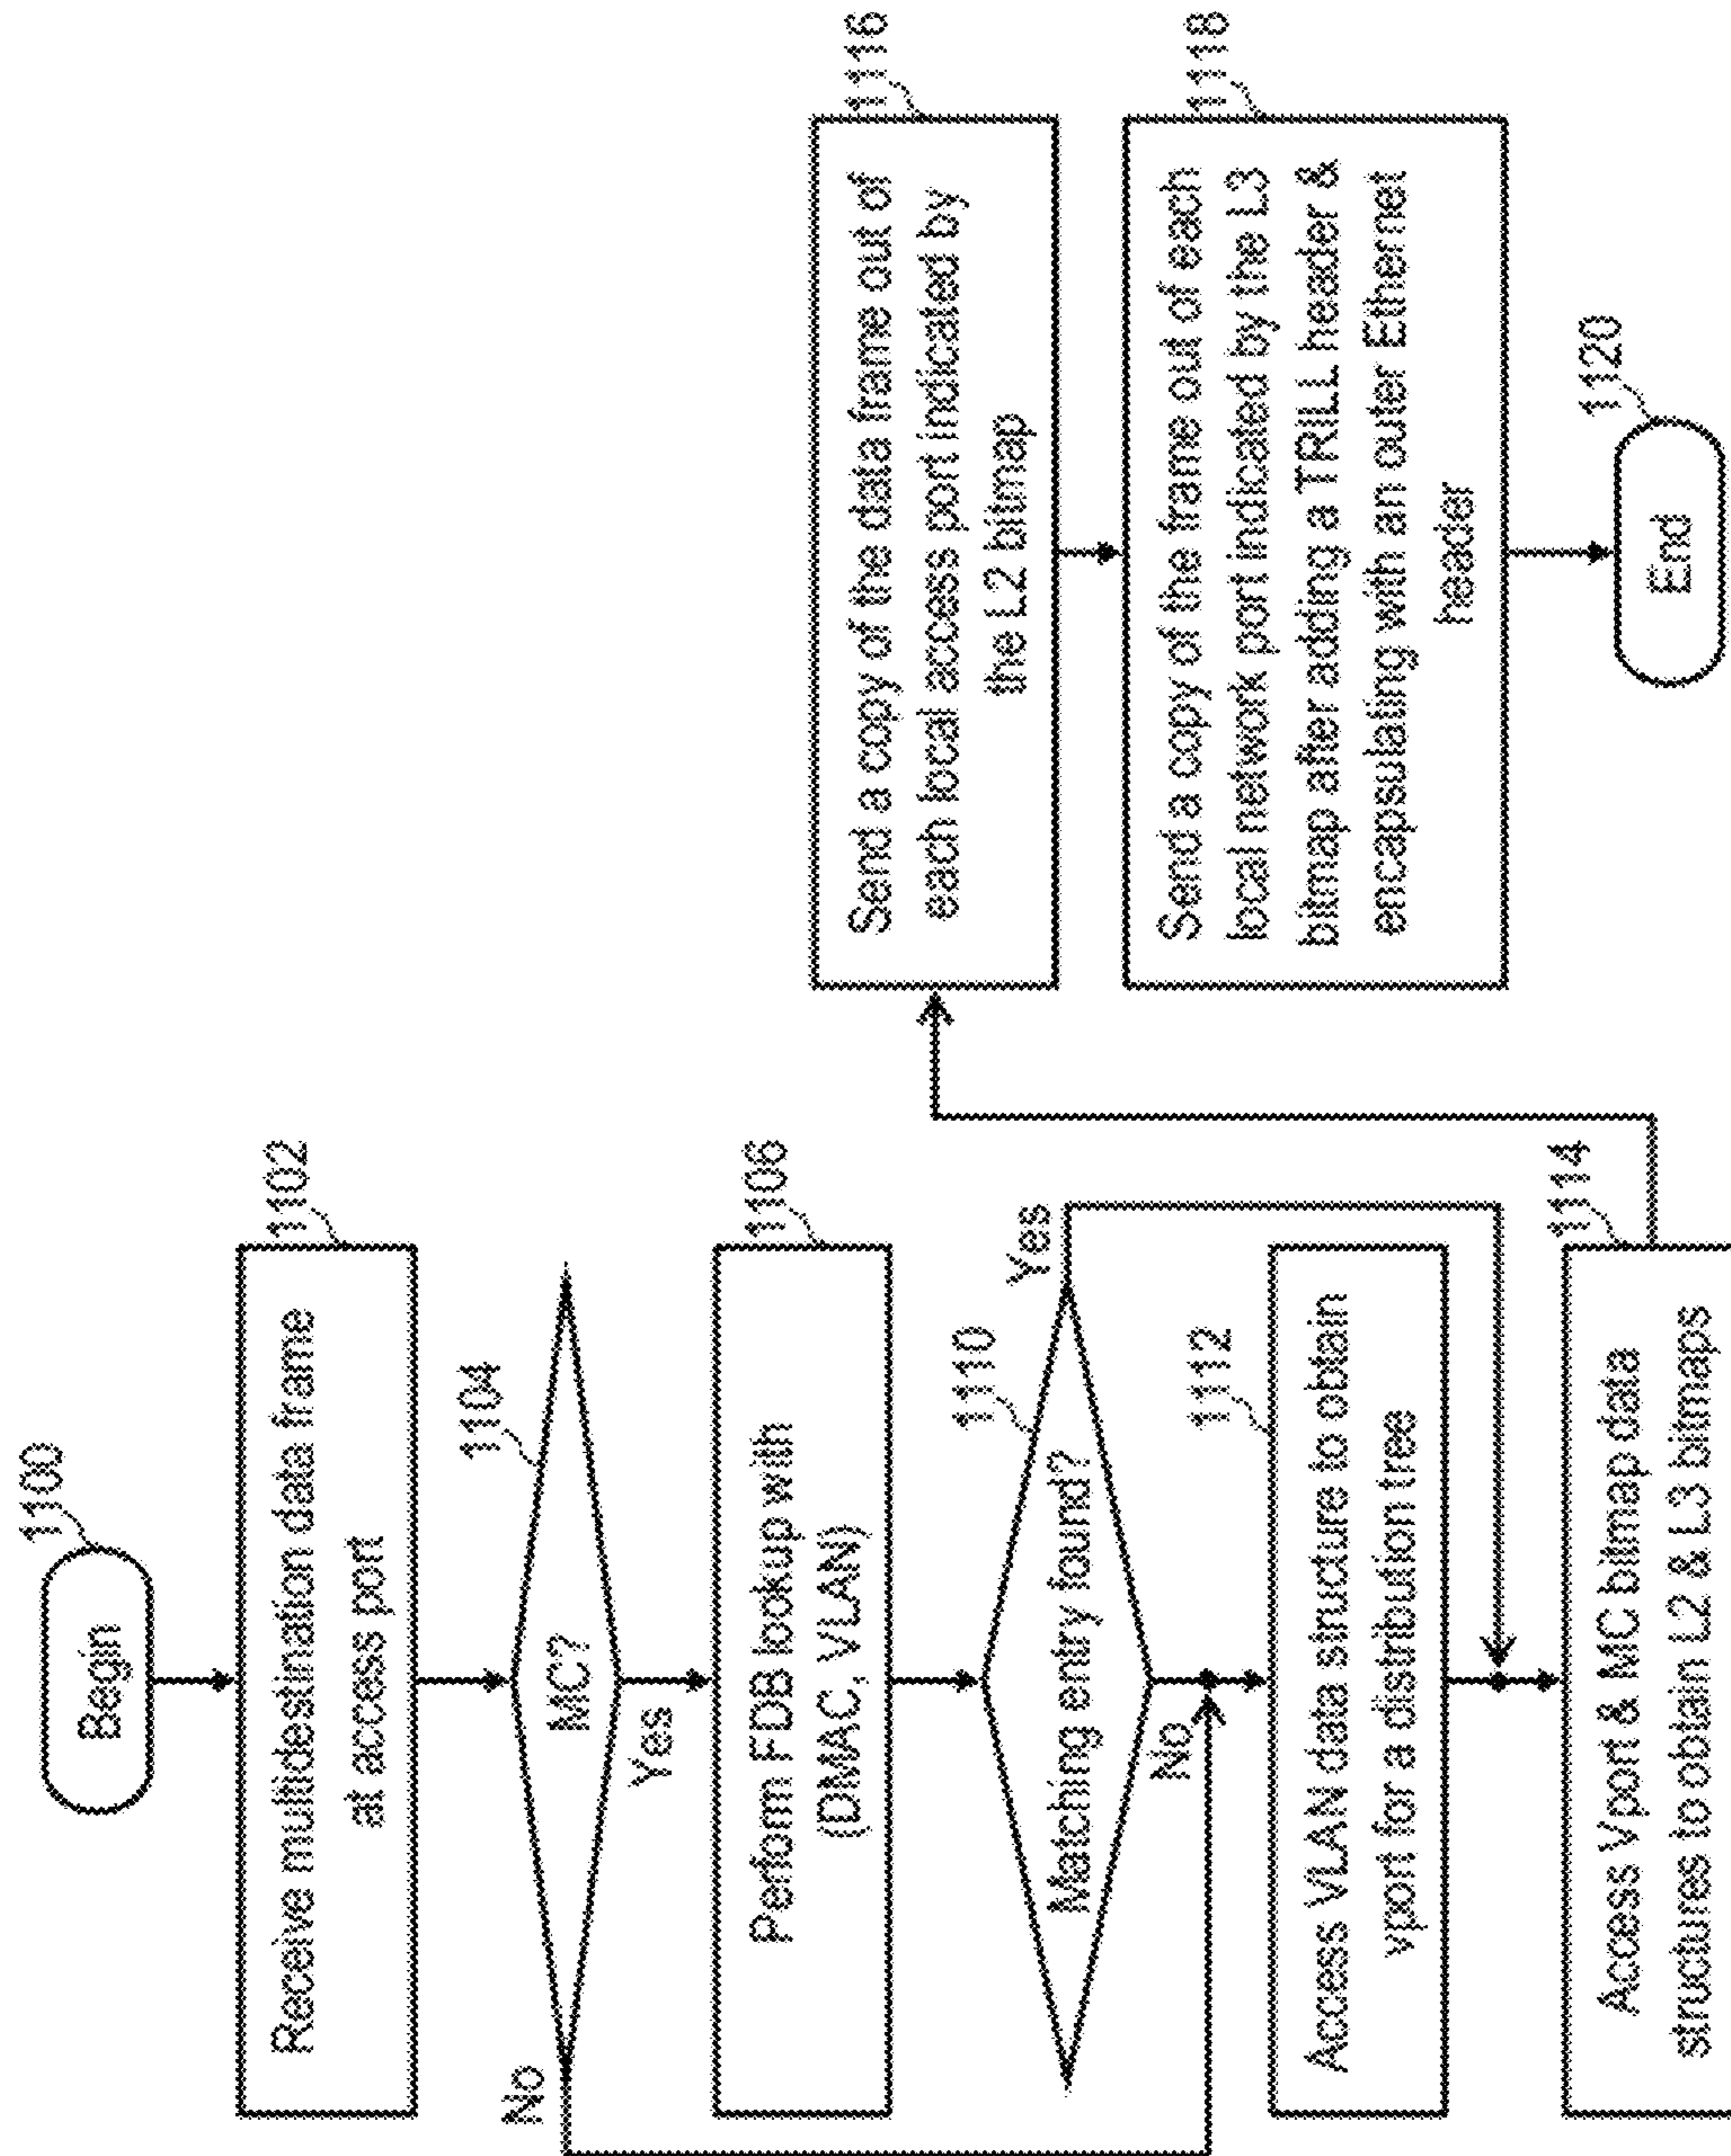 1100
Begin
1102
Receive multidestination data frame
at access port
1104
MC?
No
Yes
1106
Perform FDB lookup with
(DMAC, VLAN)
1110
Matching entry found?
Yes
No
1112
Access VLAN data structure to obtain
vport for a distribution tree
1114
Access Vport & MC bitmap data
structures to obtain L2 & L3 bitmaps
1116
Send a copy of the data frame out of
each local access port indicated by
the L2 bitmap
1118
Send a copy of the frame out of each
local network port indicated by the L3
bitmap after adding a TRILL header &
encapsulating with an outer Ethernet
header
1120
End